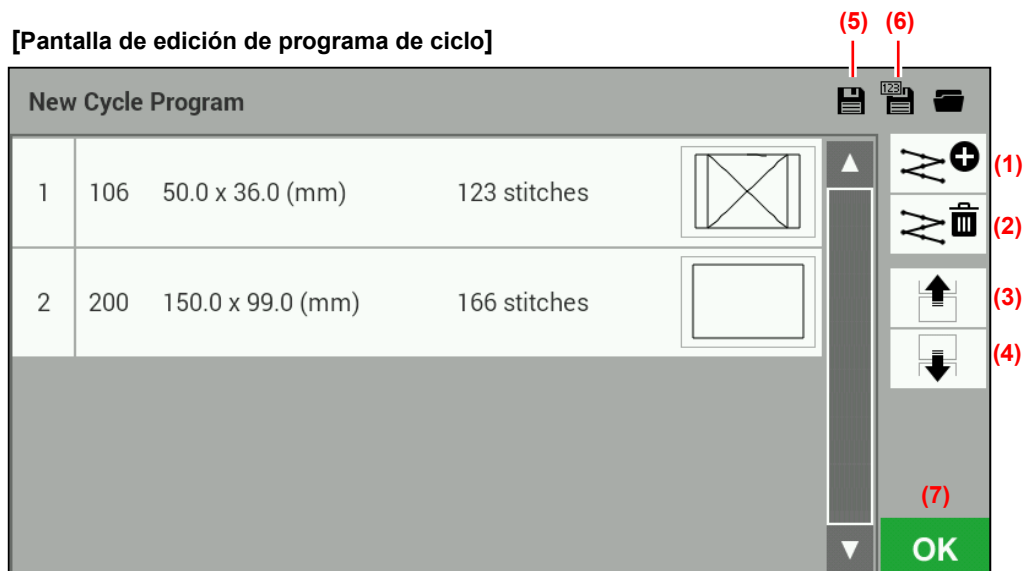 (5) (6)
[Pantalla de edición de programa de ciclo]
New Cycle Program
123
1 106 50.0 x 36.0 (mm) 123 stitches
(1)
(2)
2 200 150.0 x 99.0 (mm) 166 stitches
(3)
(4)
(7)
OK